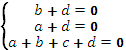 b + d = 0
a + d = 0
a + b + c + d = 0